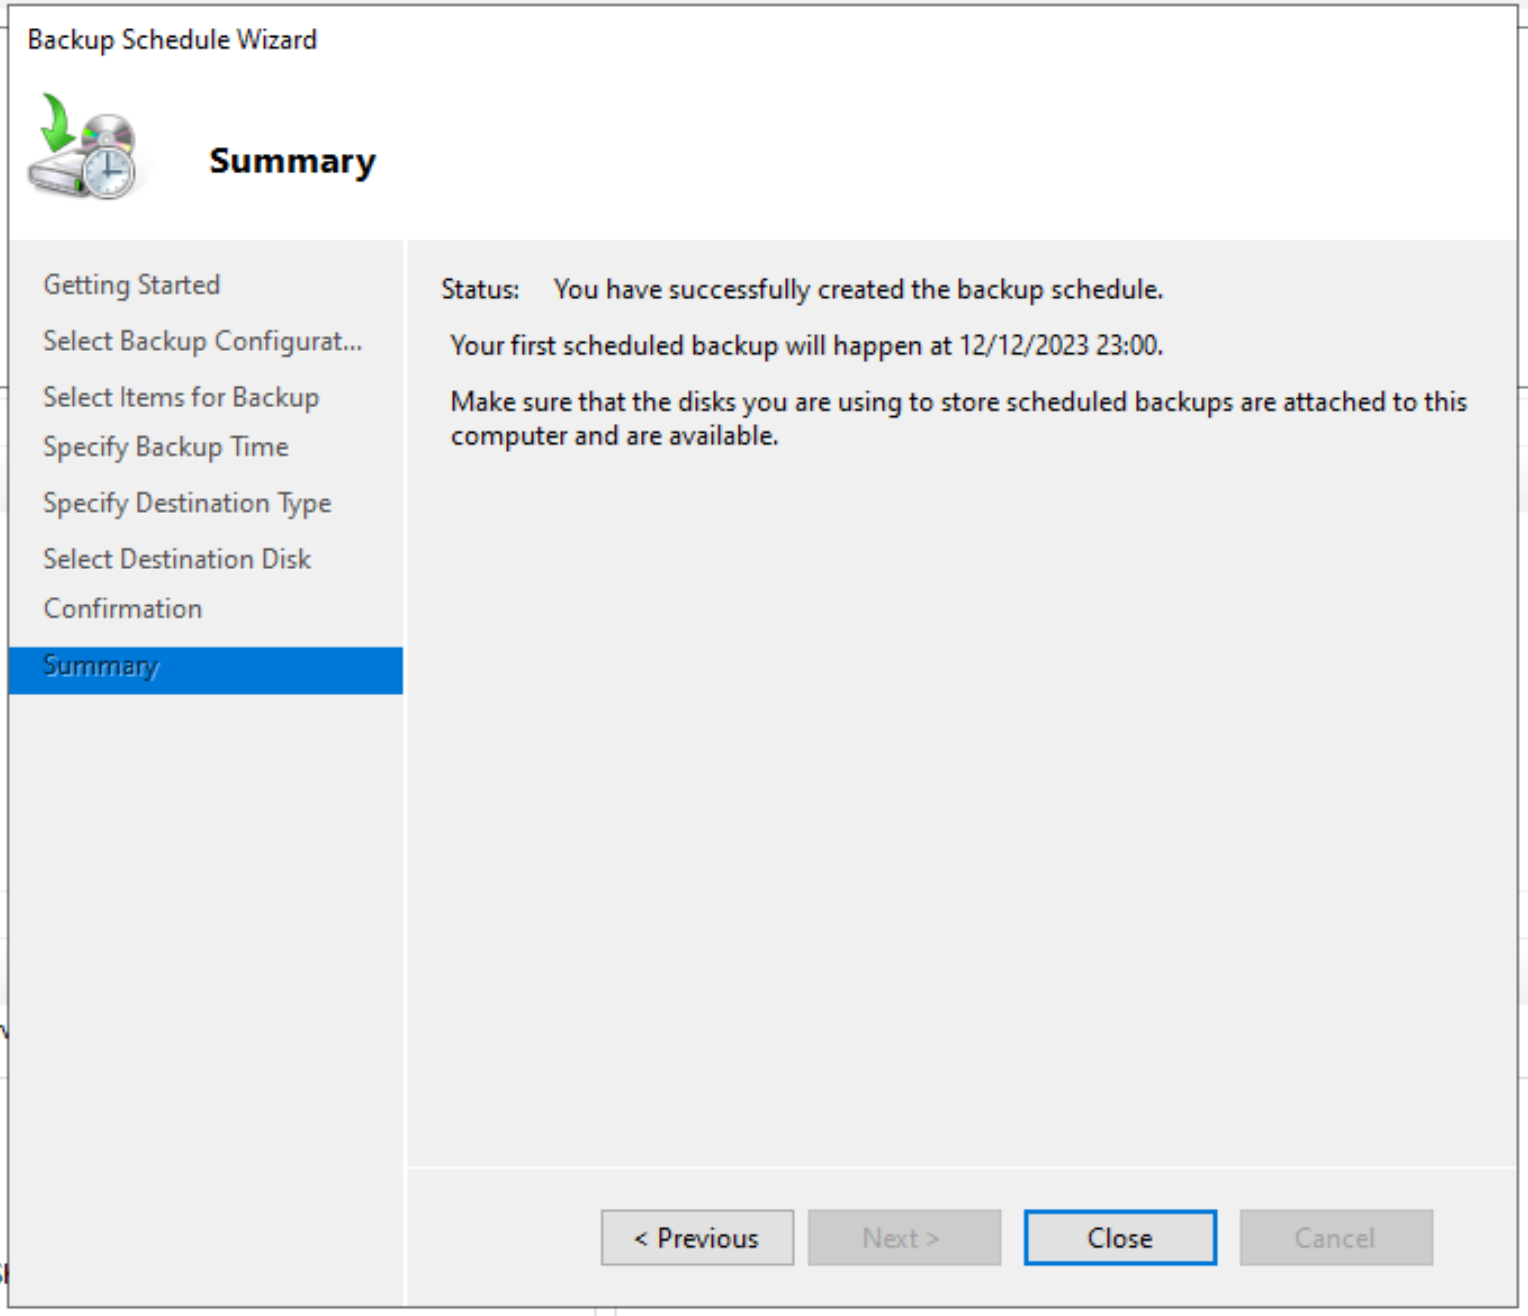 Backup Schedule Wizard
Summary
Getting Started
Select Backup Configurat...
Select Items for Backup
Specify Backup Time
Specify Destination Type
Select Destination Disk
Confirmation
Summary
Status: You have successfully created the backup schedule.
Your first scheduled backup will happen at 12/12/2023 23:00.
Make sure that the disks you are using to store scheduled backups are attached to this
computer and are available.
< Previous
Next >
Close
Cancel